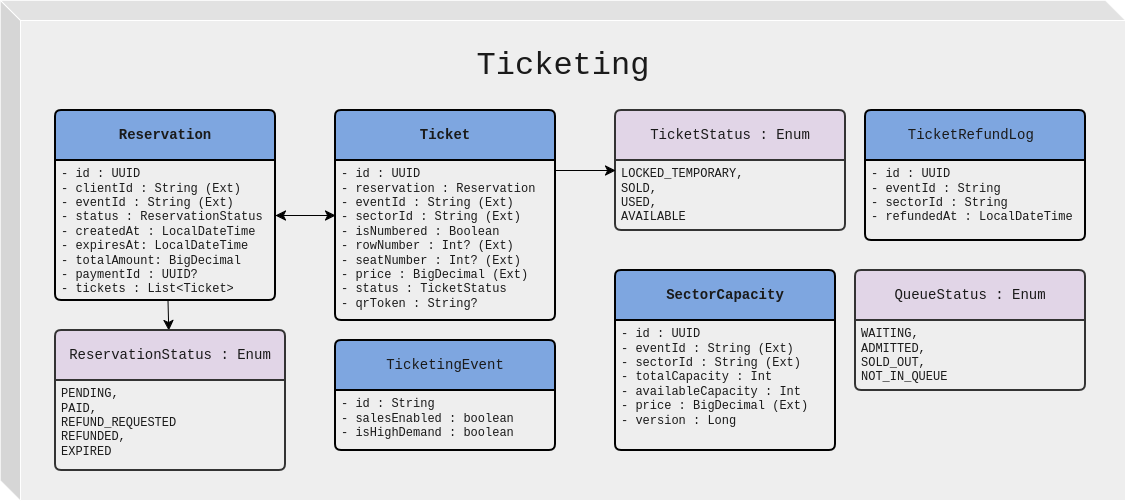 Ticketing
Reservation
- id : UUID
- clientId : String (Ext)
- eventId : String (Ext)
- status : ReservationStatus
- createdAt : LocalDateTime
- expiresAt: LocalDateTime
- totalAmount: BigDecimal
- paymentId : UUID?
- tickets : List<Ticket>
Ticket
- id : UUID
- reservation : Reservation
- eventId : String (Ext)
- sectorId : String (Ext)
- isNumbered : Boolean
- rowNumber : Int? (Ext)
- seatNumber : Int? (Ext)
- price : BigDecimal (Ext)
- status : TicketStatus
- qrToken : String?
TicketStatus : Enum
LOCKED_TEMPORARY,
SOLD,
USED,
AVAILABLE
TicketRefundLog
- id : UUID
- eventId : String
- sectorId : String
- refundedAt : LocalDateTime
ReservationStatus : Enum
PENDING,
PAID,
REFUND_REQUESTED
REFUNDED,
EXPIRED
TicketingEvent
- id : String
- salesEnabled : boolean
- isHighDemand : boolean
SectorCapacity
- id : UUID
- eventId : String (Ext)
- sectorId : String (Ext)
- totalCapacity : Int
- availableCapacity : Int
- price : BigDecimal (Ext)
- version : Long
QueueStatus : Enum
WAITING,
ADMITTED,
SOLD_OUT,
NOT_IN_QUEUE